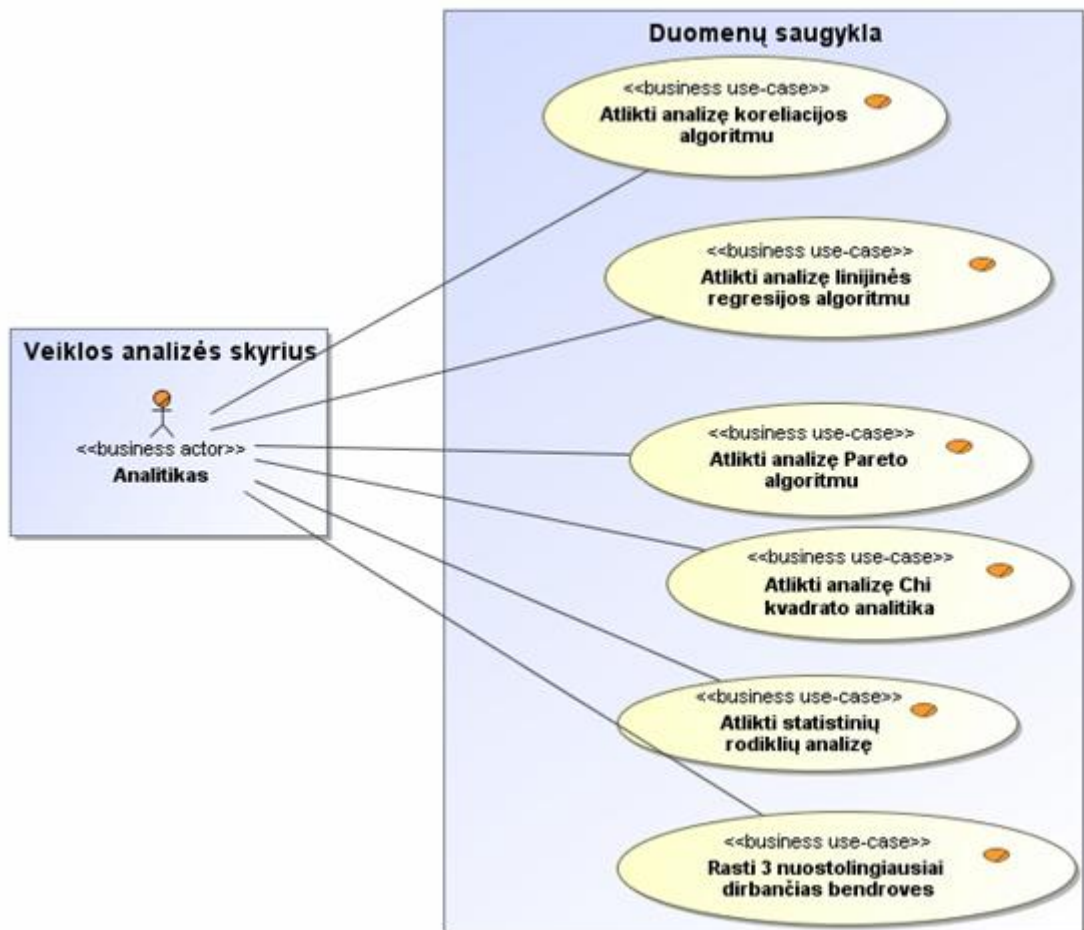 Duomenų saugykla
<<business use-case>>
Atlikti analizę koreliacijos
algoritmu
<<business use-case>>
Atlikti analizę linijinės
regresijos algoritmu
Veiklos analizės skyrius
<<business actor>>
Analitikas
<<business use-case>>
Atlikti analizę Pareto
algoritmu
<<business use-case>>
Atlikti analizę Chi
kvadrato analitika
<<business use-case>>
Atlikti statistinių
rodiklių analizę
<<business use-case>>
Rasti 3 nuostolingiausiai
dirbančias bendroves